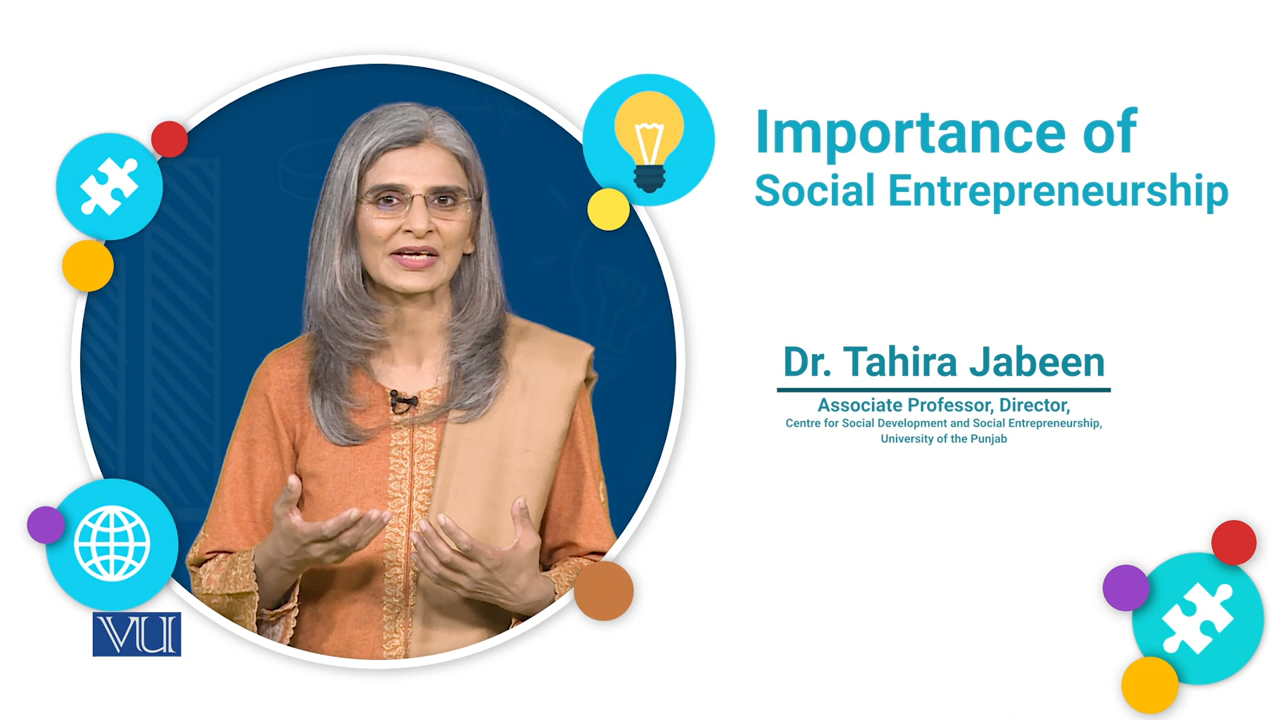 Importance of
Social Entrepreneurship
Dr. Tahira Jabeen
Associate Professor, Director,
Centre for Social Development and Social Entrepreneurship,
University of the Punjab
VU